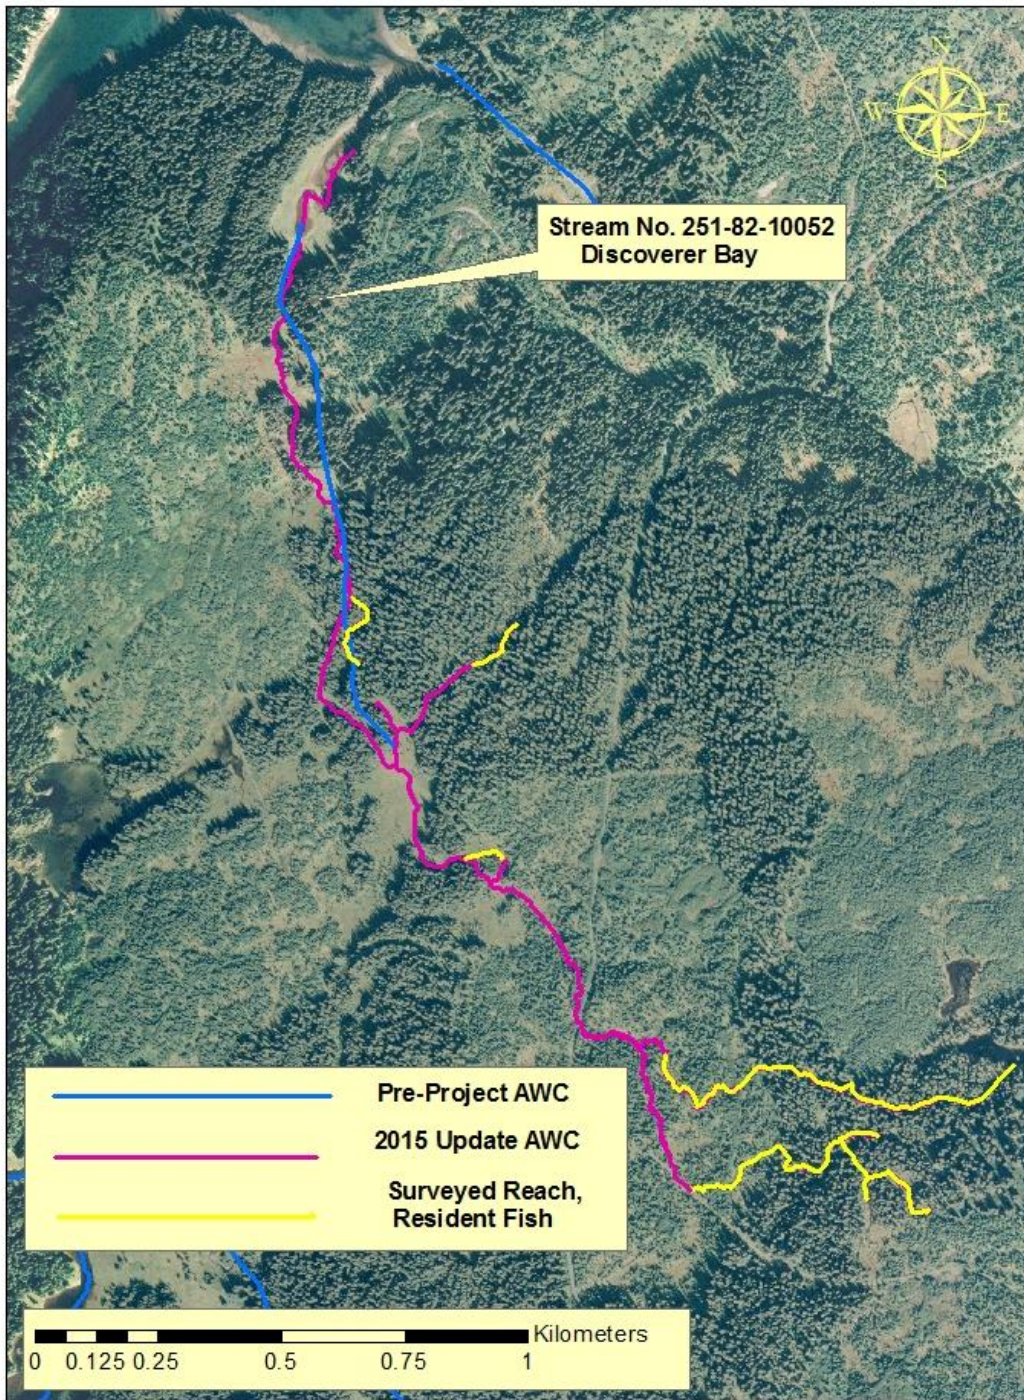 N
W E
S
Stream No. 251-82-10052
Discoverer Bay
Pre-Project AWC
2015 Update AWC
Surveyed Reach,
Resident Fish
Kilometers
0 0.125 0.25 0.5 0.75 1